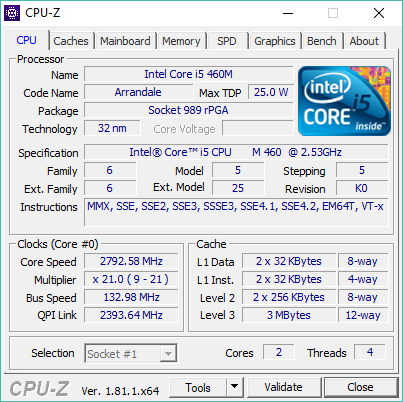 CPU-Z
CPU Caches Mainboard Memory SPD Graphics Bench About
Processor
Name Intel Core i5 460M
Code Name Arrandale Max TDP 25.0 W
Package Socket 989 rPGA
Technology 32 nm Core Voltage
intel
i5
CORE
inside™
Specification Intel® Core™ i5 CPU M 460 @ 2.53GHz
Family 6 Model 5 Stepping 5
Ext. Family 6 Ext. Model 25 Revision K0
Instructions MMX, SSE, SSE2, SSE3, SSSE3, SSE4.1, SSE4.2, EM64T, VT-x
Clocks (Core #0) Cache
Core Speed 2792.58 MHz L1 Data 2 x 32 KBytes 8-way
Multiplier x 21.0 ( 9 - 21 ) L1 Inst. 2 x 32 KBytes 4-way
Bus Speed 132.98 MHz Level 2 2 x 256 KBytes 8-way
QPI Link 2393.64 MHz Level 3 3 MBytes 12-way
Selection Socket #1 Cores 2 Threads 4
CPU-Z Ver. 1.81.1.x64 Tools Validate Close